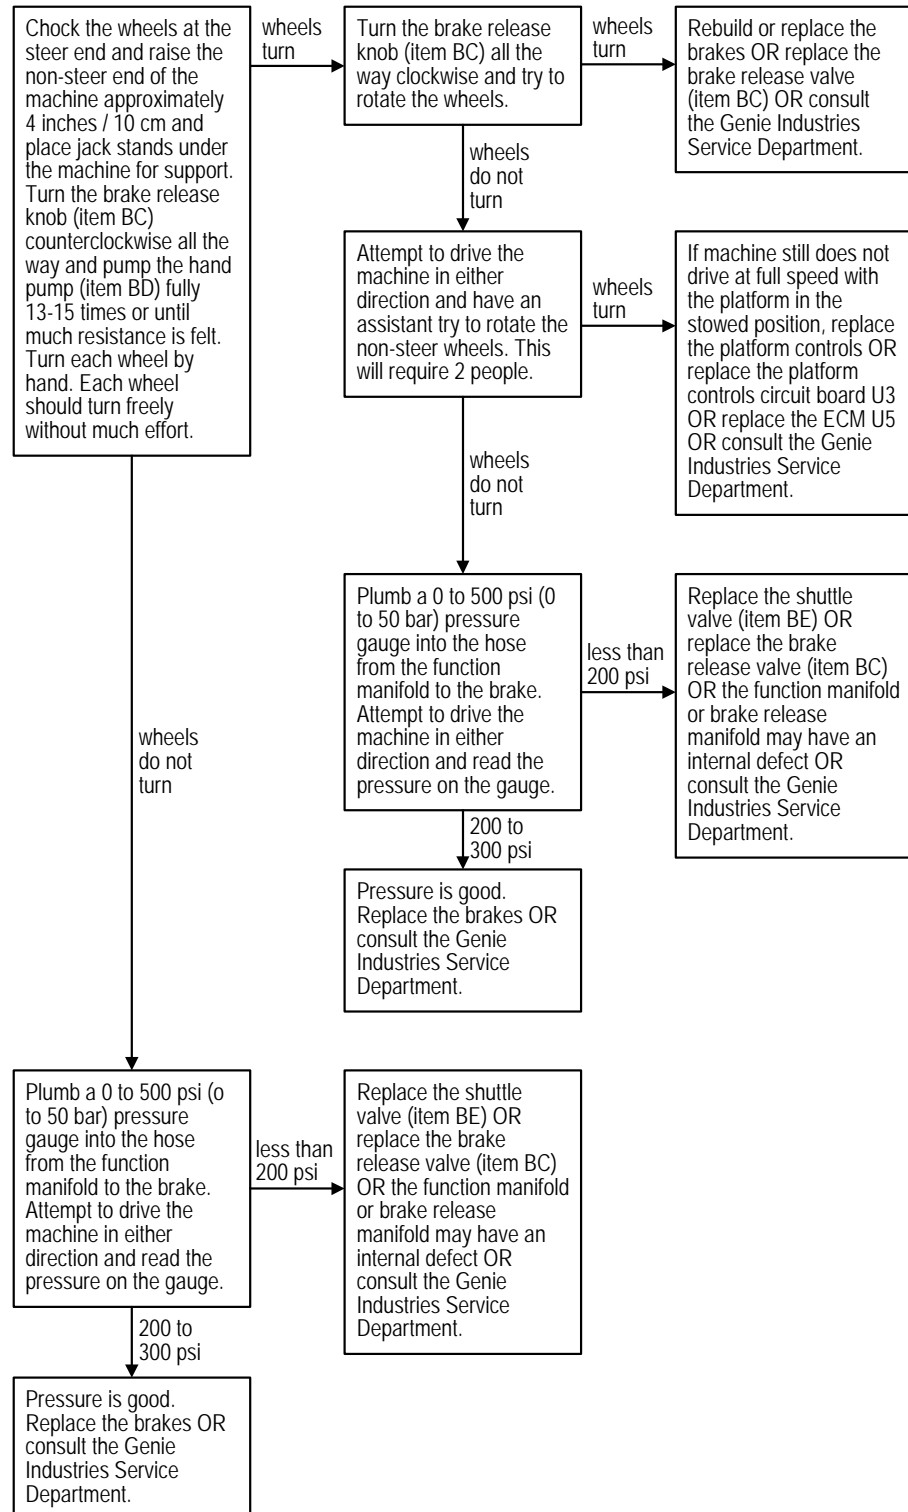 Chock the wheels at the
steer end and raise the
non-steer end of the
machine approximately
4 inches / 10 cm and
place jack stands under
the machine for support.
Turn the brake release
knob (item BC)
counterclockwise all the
way and pump the hand
pump (item BD) fully
13-15 times or until
much resistance is felt.
Turn each wheel by
hand. Each wheel
should turn freely
without much effort.
wheels
turn
Turn the brake release
knob (item BC) all the
way clockwise and try to
rotate the wheels.
wheels
turn
Rebuild or replace the
brakes OR replace the
brake release valve
(item BC) OR consult
the Genie Industries
Service Department.
wheels
do not
turn
Attempt to drive the
machine in either
direction and have an
assistant try to rotate the
non-steer wheels. This
will require 2 people.
wheels
turn
If machine still does not
drive at full speed with
the platform in the
stowed position, replace
the platform controls OR
replace the platform
controls circuit board U3
OR replace the ECM U5
OR consult the Genie
Industries Service
Department.
wheels
do not
turn
Plumb a 0 to 500 psi (0
to 50 bar) pressure
gauge into the hose
from the function
manifold to the brake.
Attempt to drive the
machine in either
direction and read the
pressure on the gauge.
less than
200 psi
Replace the shuttle
valve (item BE) OR
replace the brake
release valve (item BC)
OR the function manifold
or brake release
manifold may have an
internal defect OR
consult the Genie
Industries Service
Department.
200 to
300 psi
Pressure is good.
Replace the brakes OR
consult the Genie
Industries Service
Department.
wheels
do not
turn
Plumb a 0 to 500 psi (o
to 50 bar) pressure
gauge into the hose
from the function
manifold to the brake.
Attempt to drive the
machine in either
direction and read the
pressure on the gauge.
less than
200 psi
Replace the shuttle
valve (item BE) OR
replace the brake
release valve (item BC)
OR the function manifold
or brake release
manifold may have an
internal defect OR
consult the Genie
Industries Service
Department.
200 to
300 psi
Pressure is good.
Replace the brakes OR
consult the Genie
Industries Service
Department.